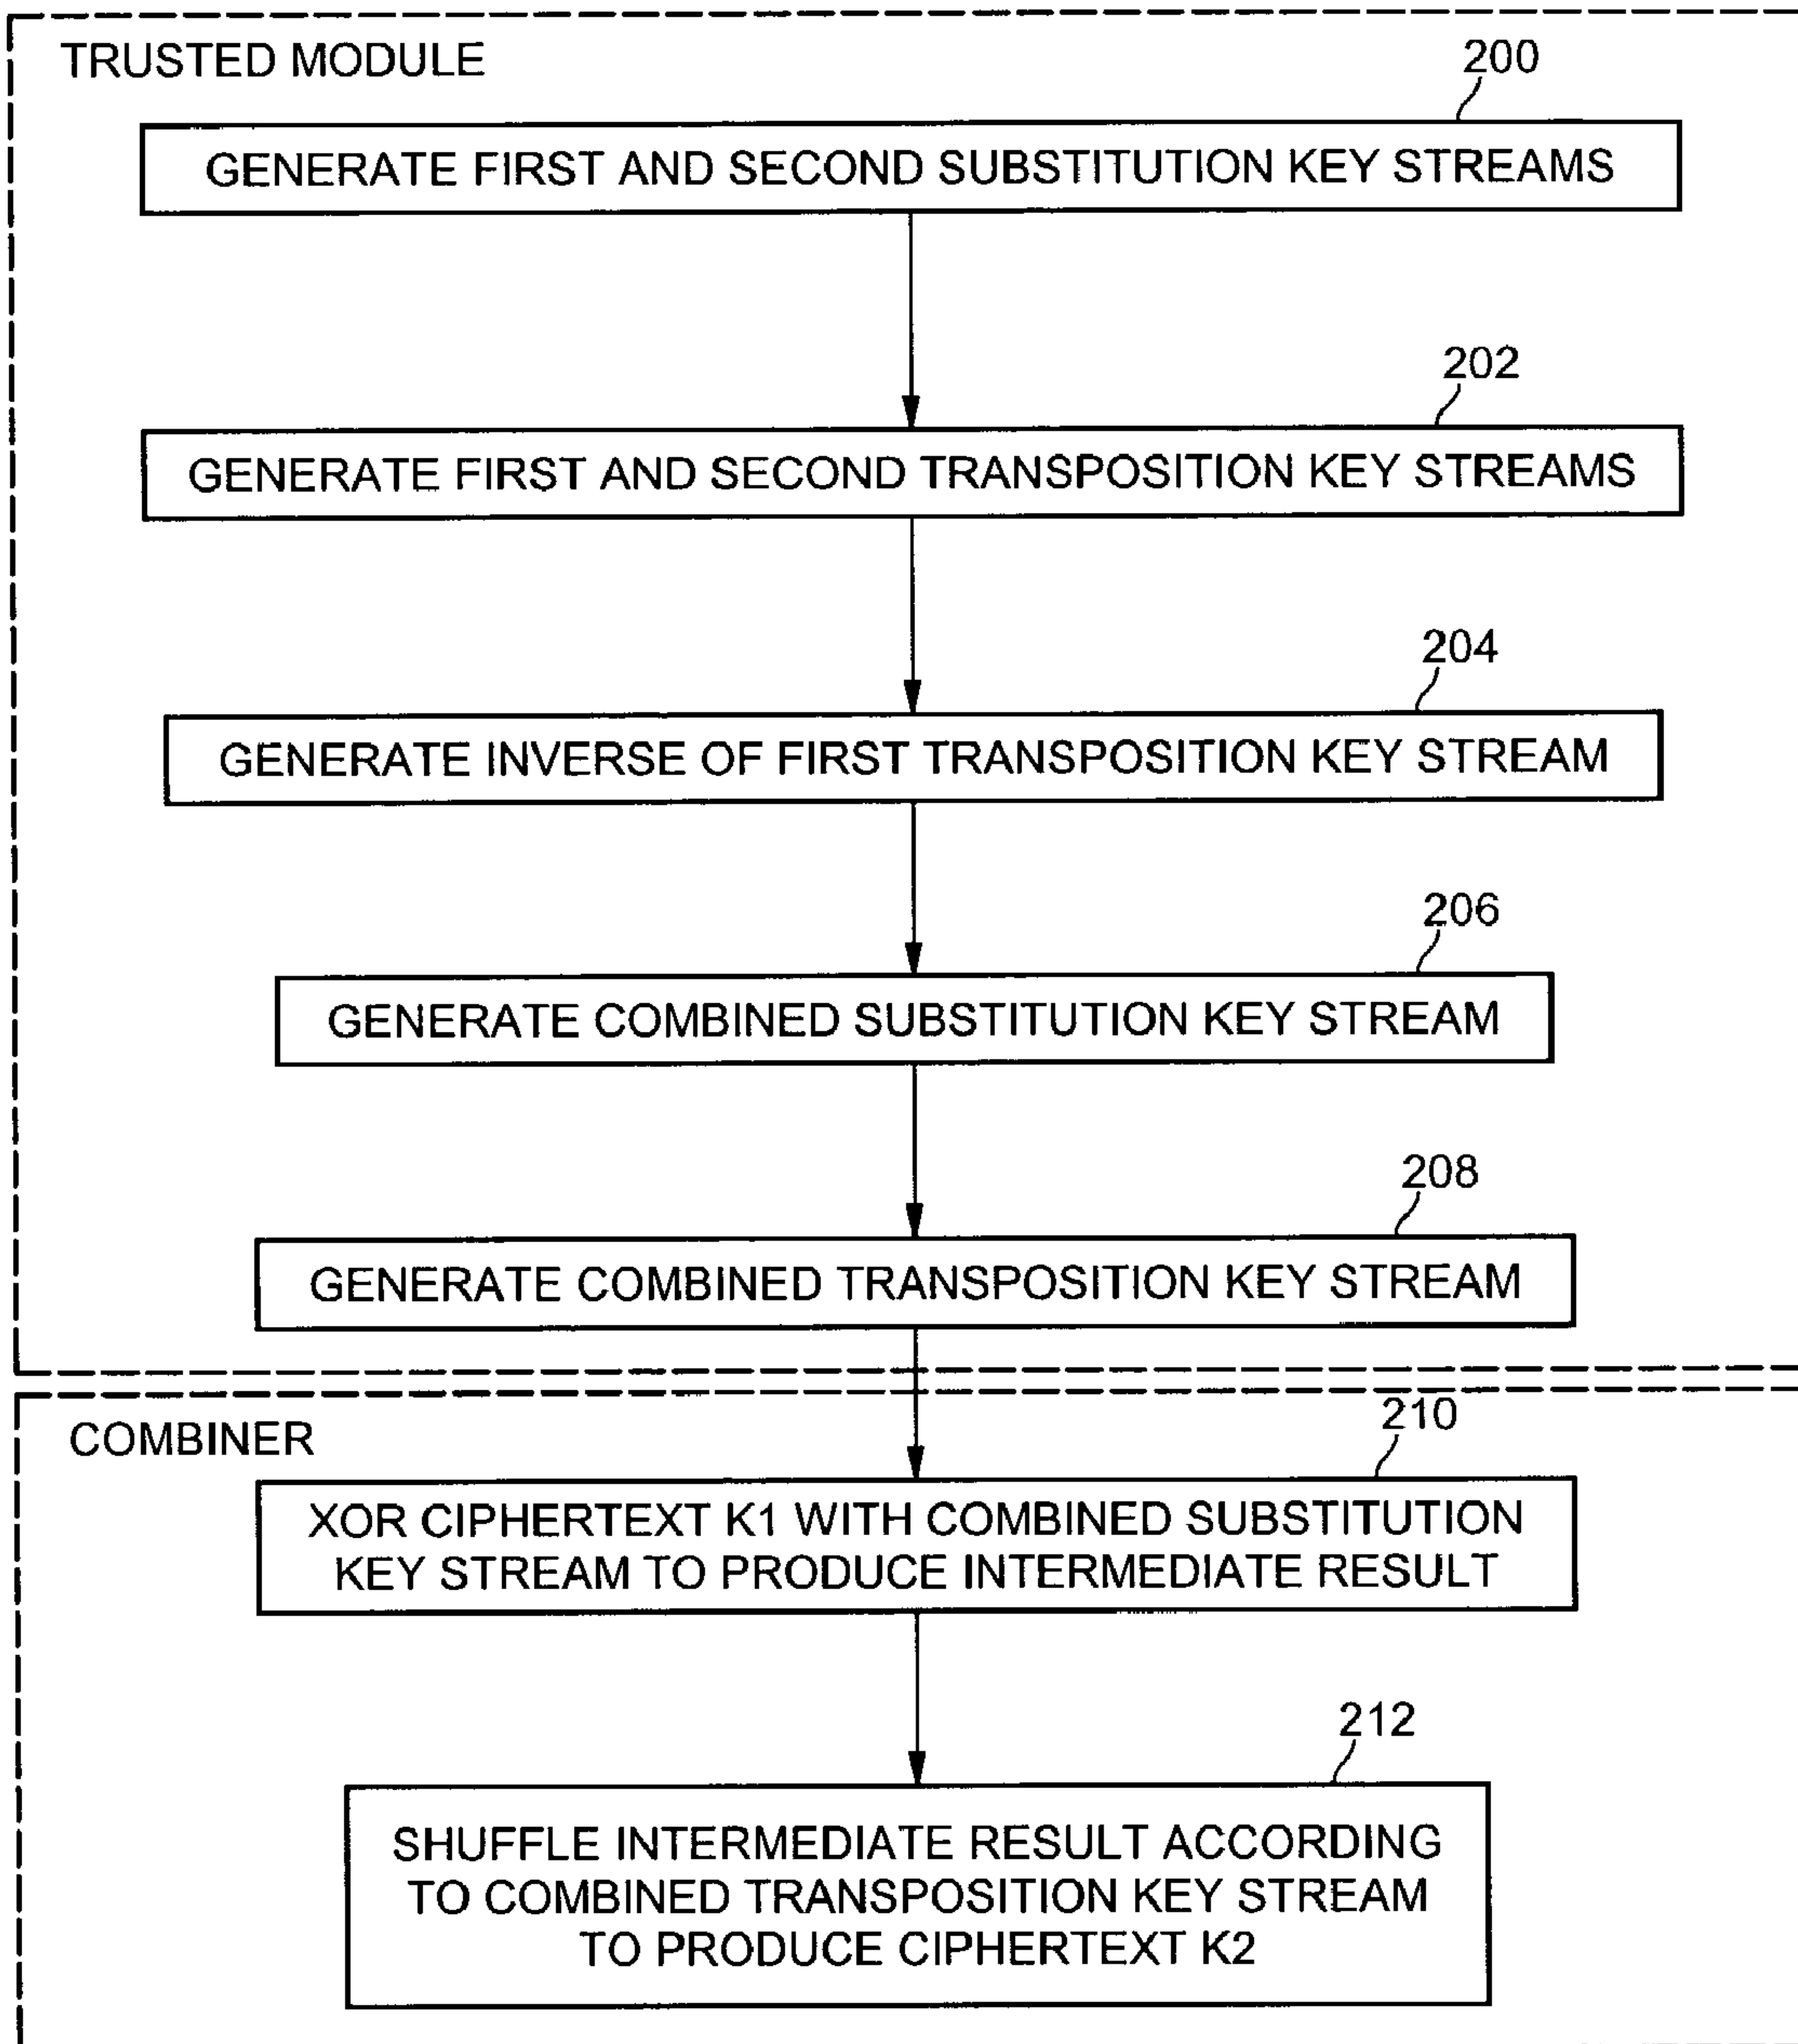 TRUSTED MODULE
200
GENERATE FIRST AND SECOND SUBSTITUTION KEY STREAMS
202
GENERATE FIRST AND SECOND TRANSPOSITION KEY STREAMS
204
GENERATE INVERSE OF FIRST TRANSPOSITION KEY STREAM
206
GENERATE COMBINED SUBSTITUTION KEY STREAM
208
GENERATE COMBINED TRANSPOSITION KEY STREAM
COMBINER
210
XOR CIPHERTEXT K1 WITH COMBINED SUBSTITUTION
KEY STREAM TO PRODUCE INTERMEDIATE RESULT
212
SHUFFLE INTERMEDIATE RESULT ACCORDING
TO COMBINED TRANSPOSITION KEY STREAM
TO PRODUCE CIPHERTEXT K2